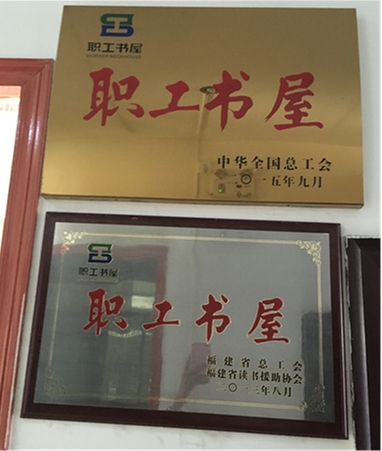 职工书屋
WORKER BOOKHOUSE
职工书屋
中华全国总工会
二〇一五年九月
职工书屋
职工书屋
福建省总工会
福建省读书援助协会
二〇一三年八月